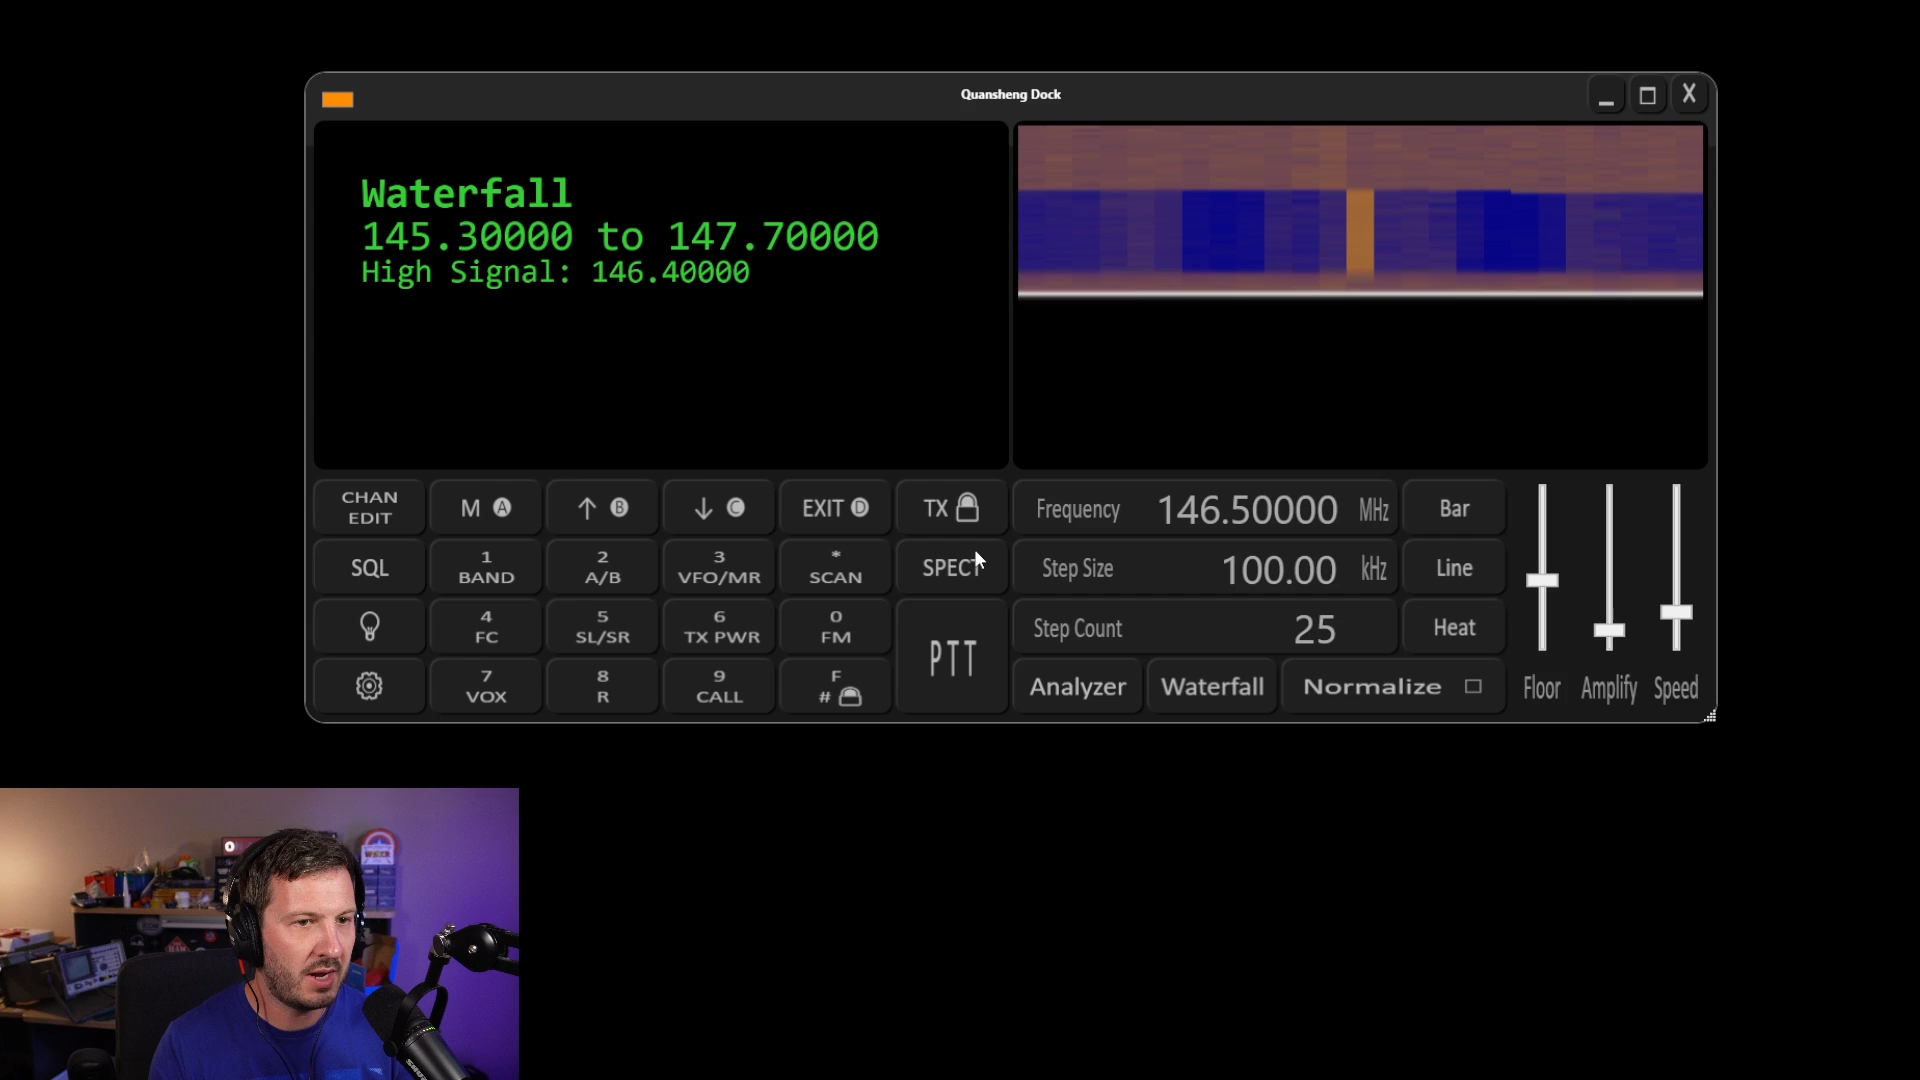 Quansheng Dock
X
Waterfall
145.30000 to 147.70000
High Signal: 146.40000
CHAN
EDIT
M A
↑ B
↓ C
EXIT D
TX
Frequency 146.50000 MHz
Bar
SQL
1
BAND
2
A/B
3
VFO/MR
*
SCAN
SPECT
Step Size 100.00 kHz
Line
4
FC
5
SL/SR
6
TX PWR
0
FM
PTT
Step Count 25
Heat
7
VOX
8
R
9
CALL
F
#
Analyzer
Waterfall
Normalize
Floor
Amplify
Speed